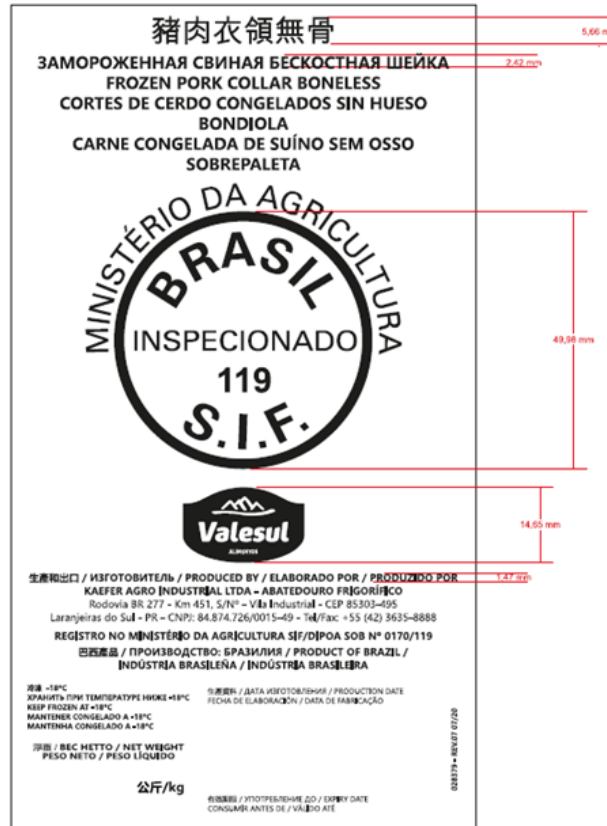 豬肉衣領無骨
ЗАМОРОЖЕННАЯ СВИНАЯ БЕСКОСТНАЯ ШЕЙКА
FROZEN PORK COLLAR BONELESS
CORTES DE CERDO CONGELADOS SIN HUESO
BONDIOLA
CARNE CONGELADA DE SUÍNO SEM OSSO
SOBREPALETA
5,66 m
2,42 mm
MINISTÉRIO DA AGRICULTURA
BRASIL
INSPECIONADO
119
S.I.F.
49,98 mm
Valesul
ALIMENTOS
14,65 mm
生產和出口 / ИЗГОТОВИТЕЛЬ / PRODUCED BY / ELABORADO POR / PRODUZIDO POR
1,47 mm
KAEFER AGRO INDUSTRIAL LTDA - ABATEDOURO FRIGORÍFICO
Rodovia BR 277 - Km 451, S/Nº - Vila Industrial - CEP 85303-495
Laranjeiras do Sul - PR - CNPJ: 84.874.726/0015-49 - Tel/Fax: +55 (42) 3635-8888
REGISTRO NO MINISTÉRIO DA AGRICULTURA SIF/DIPOA SOB Nº 0170/119
巴西產品 / ПРОИЗВОДСТВО: БРАЗИЛИЯ / PRODUCT OF BRAZIL /
INDÚSTRIA BRASILEÑA / INDÚSTRIA BRASILEIRA
冷凍 -18°C
ХРАНИТЬ ПРИ ТЕМПЕРАТУРЕ НИЖЕ -18°C
KEEP FROZEN AT -18°C
MANTENER CONGELADO A -18°C
MANTENHA CONGELADO A -18°C
/ ДАТА ИЗГОТОВЛЕНИЯ / PRODUCTION DATE
FECHA DE ELABORACIÓN / DATA DE FABRICAÇÃO
淨重 / ВЕС НЕТТО / NET WEIGHT
PESO NETO / PESO LÍQUIDO
公斤/kg
有效期限 / УПОТРЕБЛЕНИЕ ДО / EXPIRY DATE
CONSUMIR ANTES DE / VÁLIDO ATÉ
028379 - REV.07 07/20